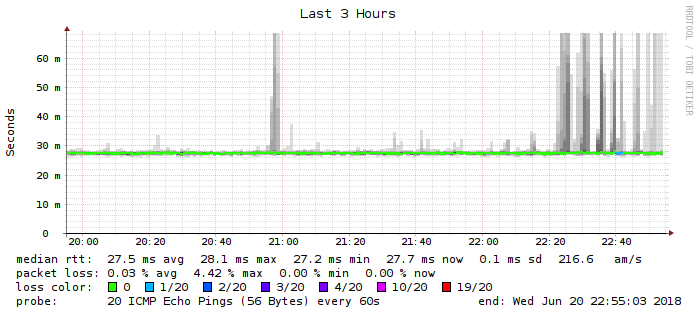 Last 3 Hours
RRDTOOL / TOBI OETIKER
Seconds
60 m
50 m
40 m
30 m
20 m
10 m
0
20:00 20:20 20:40 21:00 21:20 21:40 22:00 22:20 22:40
median rtt: 27.5 ms avg 28.1 ms max 27.2 ms min 27.7 ms now 0.1 ms sd 216.6 am/s
packet loss: 0.03 % avg 4.42 % max 0.00 % min 0.00 % now
loss color: 0 1/20 2/20 3/20 4/20 10/20 19/20
probe: 20 ICMP Echo Pings (56 Bytes) every 60s end: Wed Jun 20 22:55:03 2018